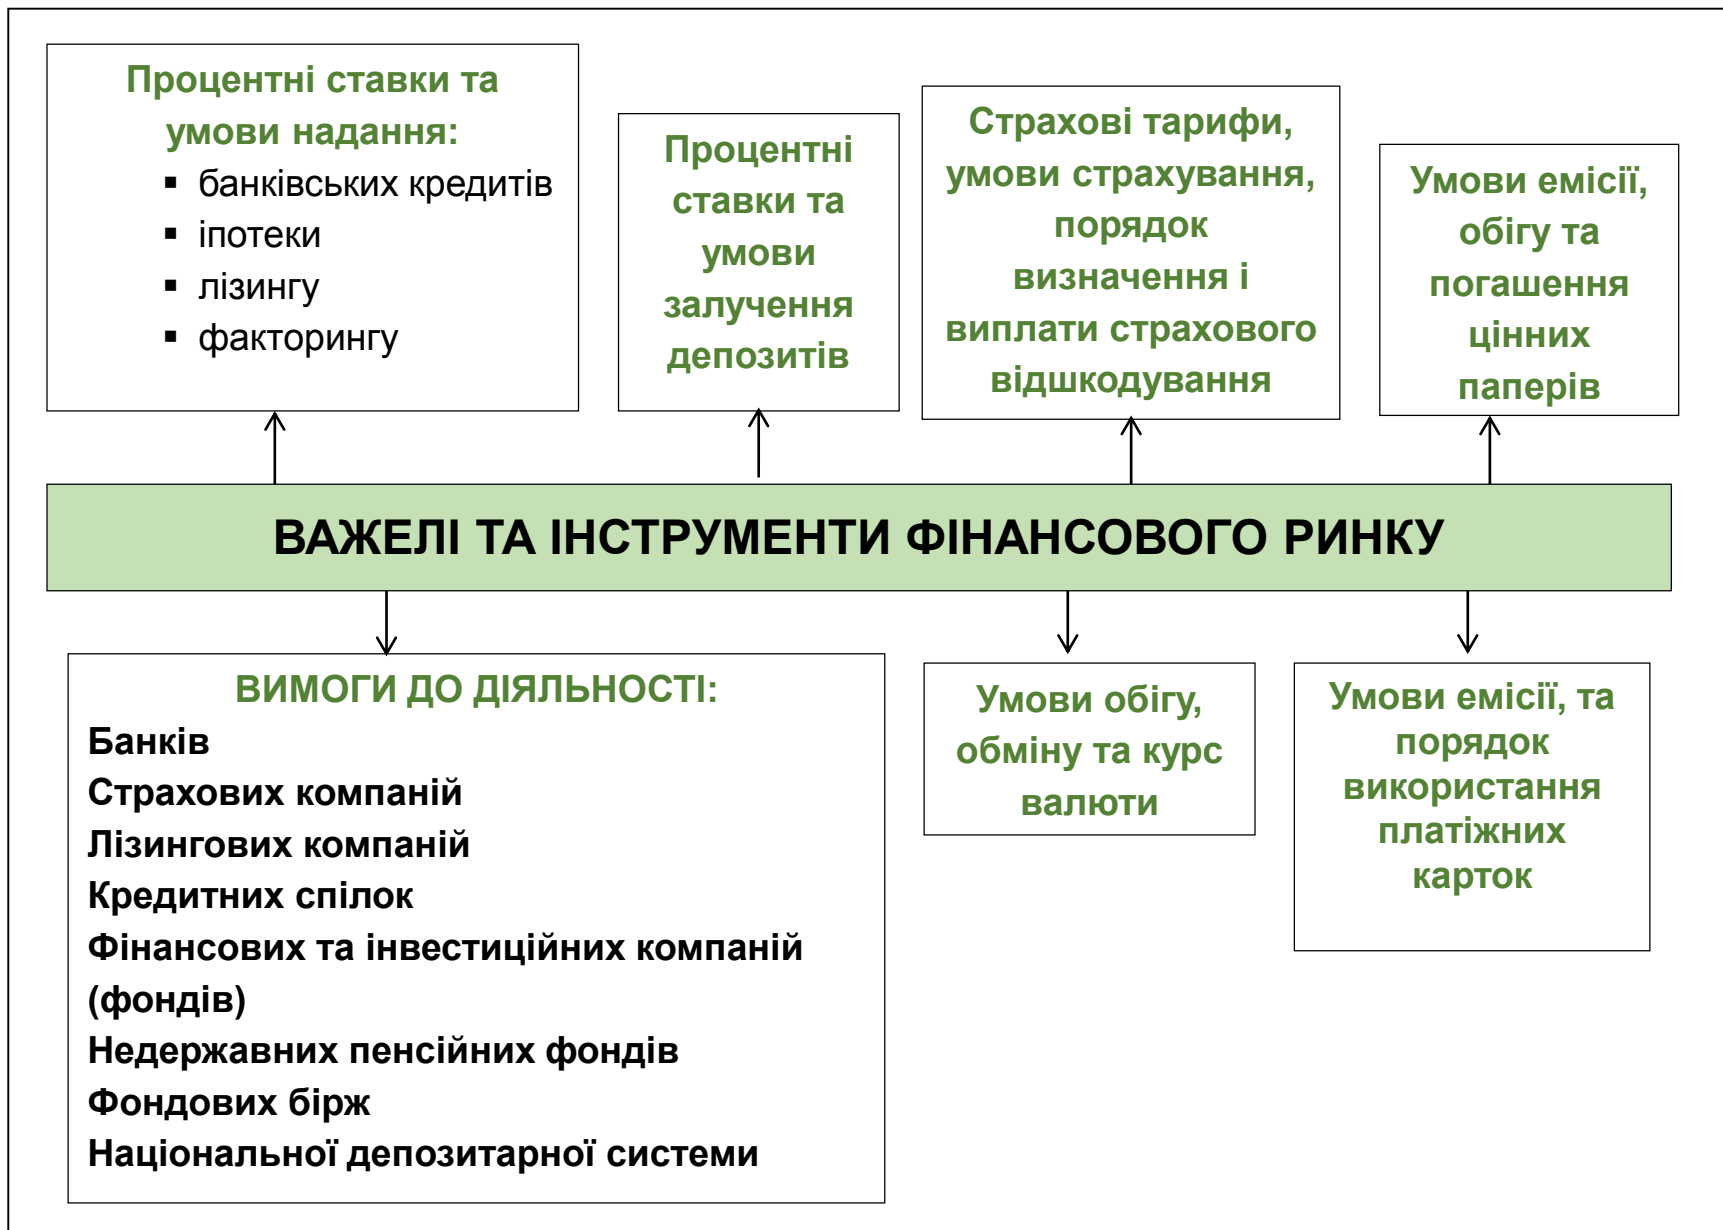 Процентні ставки та
умови надання:
▪ банківських кредитів
▪ іпотеки
▪ лізингу
▪ факторингу
Процентні
ставки та
умови
залучення
депозитів
Страхові тарифи,
умови страхування,
порядок
визначення і
виплати страхового
відшкодування
Умови емісії,
обігу та
погашення
цінних
паперів
ВАЖЕЛІ ТА ІНСТРУМЕНТИ ФІНАНСОВОГО РИНКУ
ВИМОГИ ДО ДІЯЛЬНОСТІ:
Банків
Страхових компаній
Лізингових компаній
Кредитних спілок
Фінансових та інвестиційних компаній
(фондів)
Недержавних пенсійних фондів
Фондових бірж
Національної депозитарної системи
Умови обігу,
обміну та курс
валюти
Умови емісії, та
порядок
використання
платіжних
карток